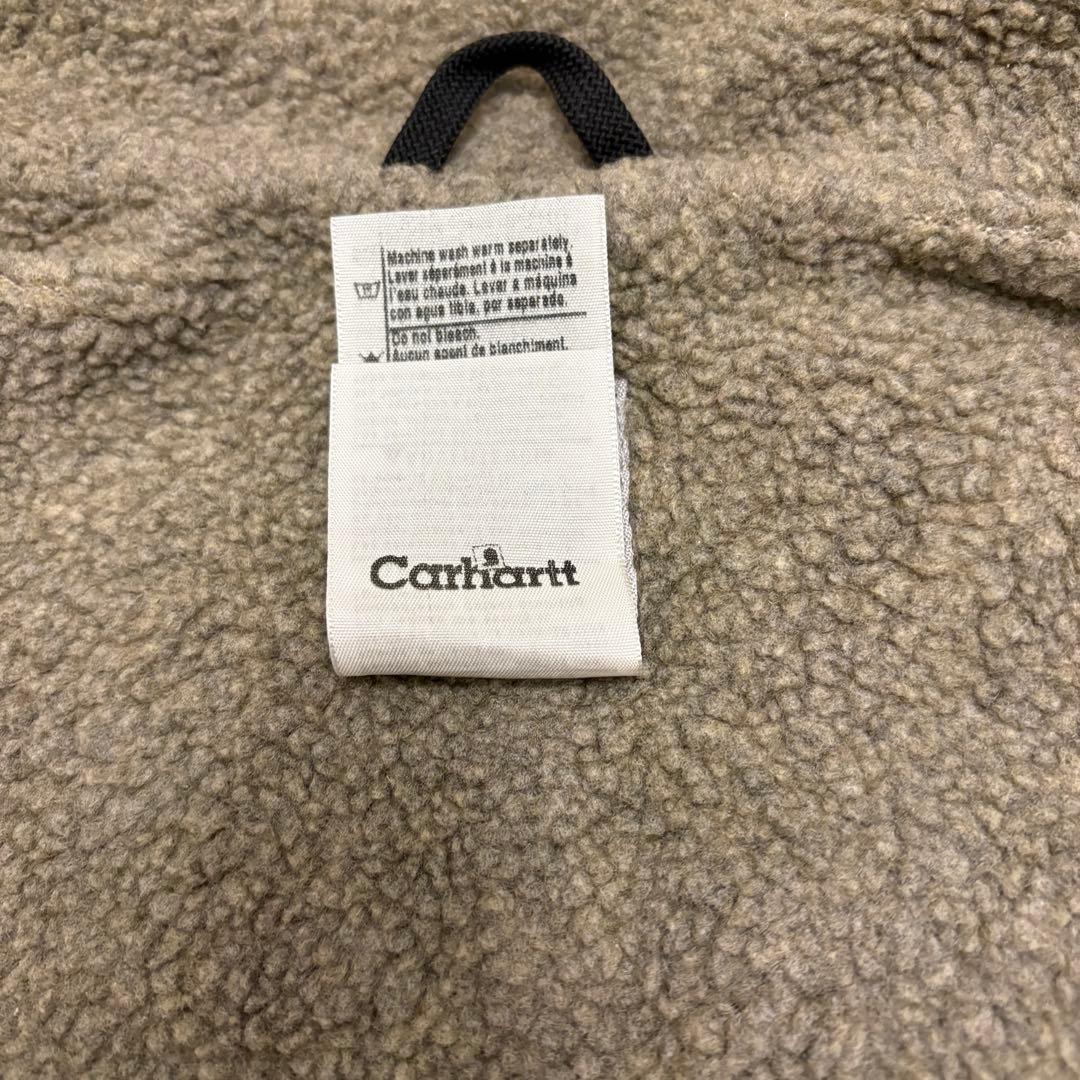 Machine wash warm separately.
Laver séparément à la machine à
l'eau chaude. Lavar a máquina
con agua tibia, por separado.
Do not bleach.
Aucun agent de blanchiment.
Carhartt